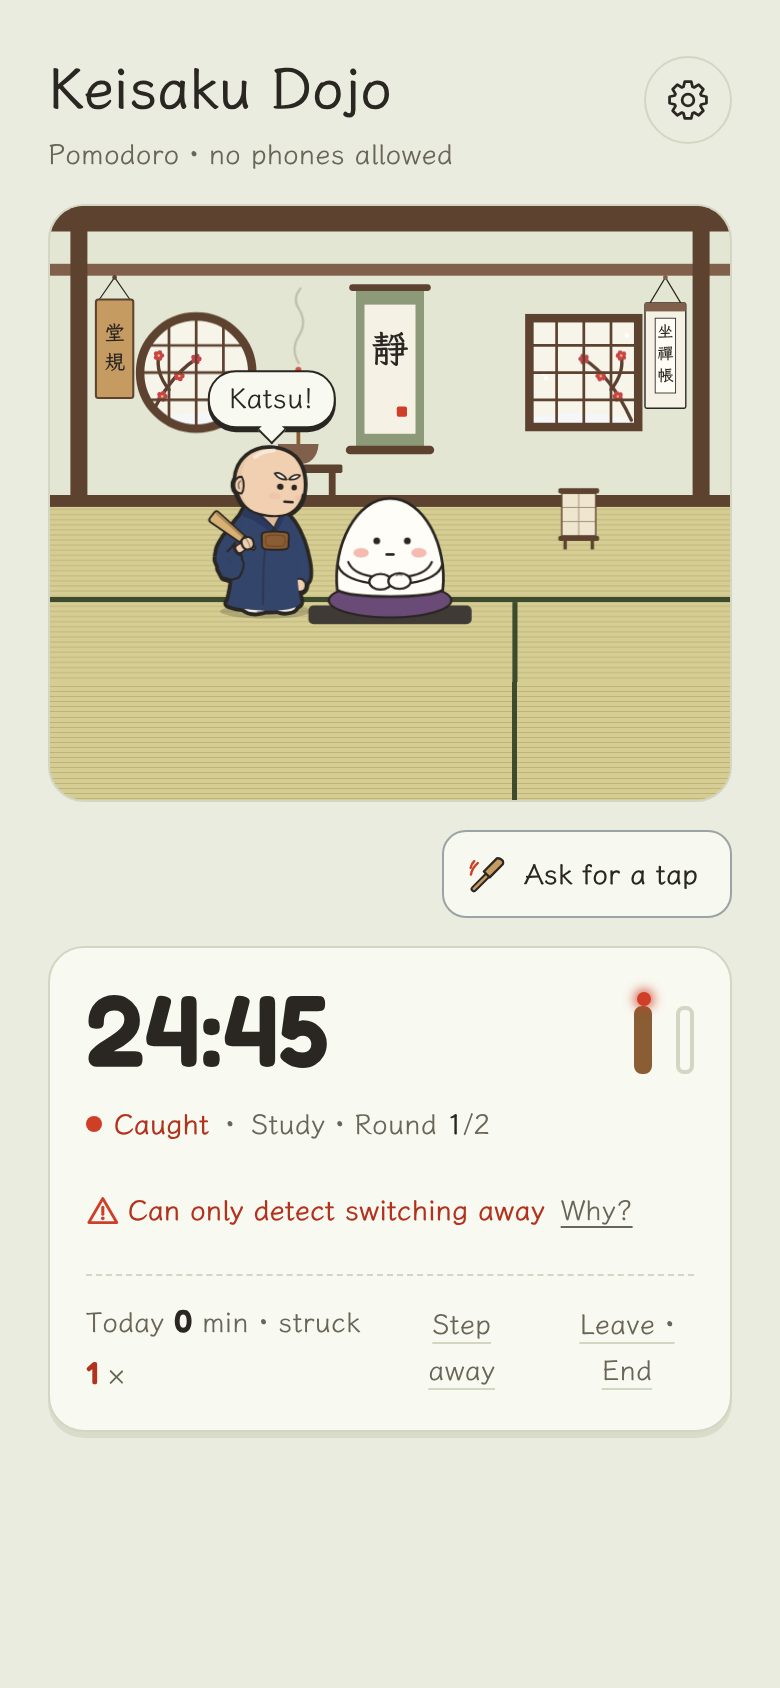 Keisaku Dojo
Pomodoro • no phones allowed
堂規
靜
坐禪帳
Katsu!
Ask for a tap
24:45
Caught • Study • Round 1/2
Can only detect switching away Why?
Today 0 min • struck 1 ×
Step away
Leave • End